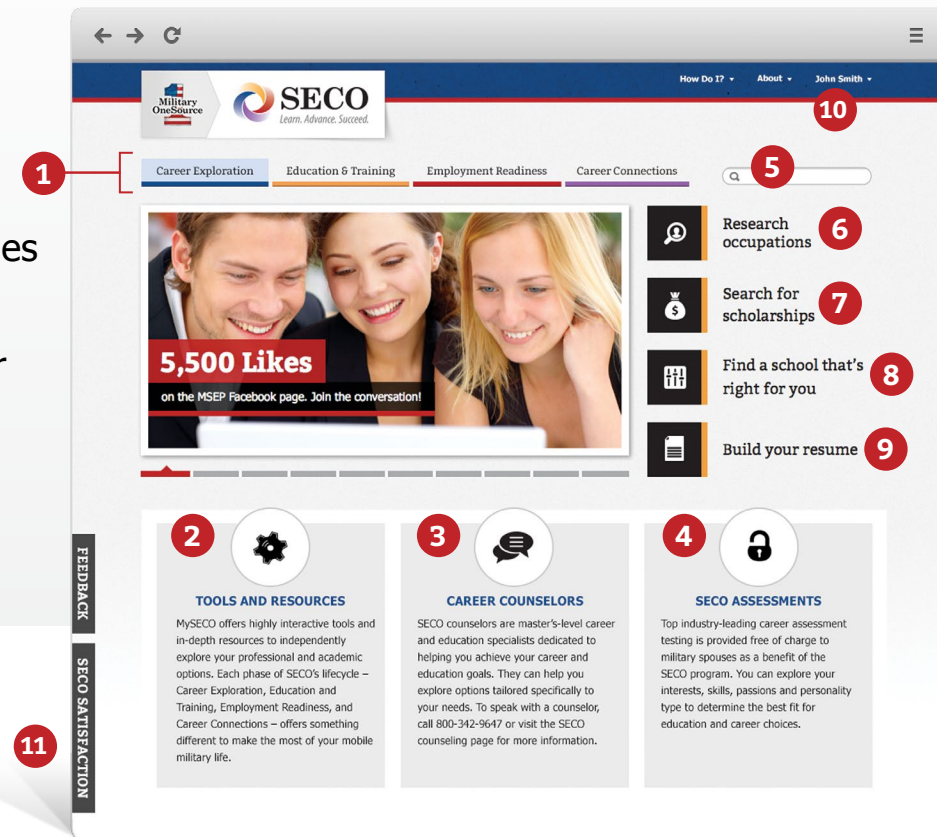 How Do I? About John Smith
10
Military
OneSource
SECO
Learn. Advance. Succeed.
1
Career Exploration Education & Training Employment Readiness Career Connections
5
es
r
5,500 Likes
on the MSEP Facebook page. Join the conversation!
Research
occupations
6
Search for
scholarships
7
Find a school that's
right for you
8
Build your resume
9
2
TOOLS AND RESOURCES
MySECO offers highly interactive tools and
in-depth resources to independently
explore your professional and academic
options. Each phase of SECO's lifecycle –
Career Exploration, Education and
Training, Employment Readiness, and
Career Connections – offers something
different to make the most of your mobile
military life.
3
CAREER COUNSELORS
SECO counselors are master's-level career
and education specialists dedicated to
helping you achieve your career and
education goals. They can help you
explore options tailored specifically to
your needs. To speak with a counselor,
call 800-342-9647 or visit the SECO
counseling page for more information.
4
SECO ASSESSMENTS
Top industry-leading career assessment
testing is provided free of charge to
military spouses as a benefit of the
SECO program. You can explore your
interests, skills, passions and personality
type to determine the best fit for
education and career choices.
FEEDBACK
SECO SATISFACTION
11